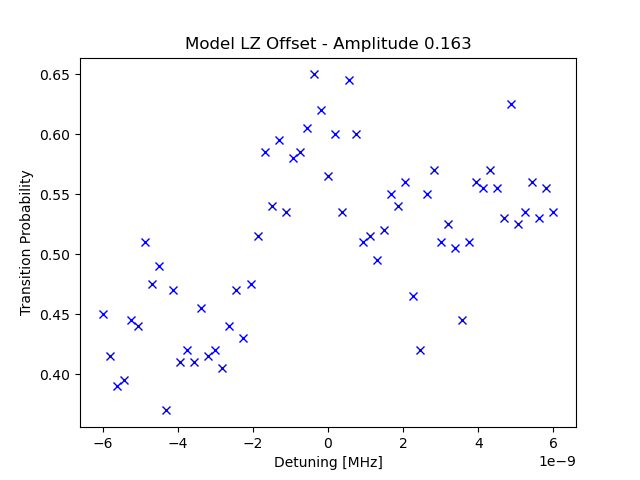 Model LZ Offset - Amplitude 0.163
0.65
0.60
0.55
0.50
0.45
0.40
Transition Probability
−6 −4 −2 0 2 4 6
1e−9
Detuning [MHz]